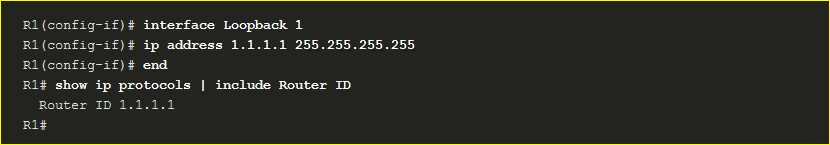 R1(config-if)# interface Loopback 1
R1(config-if)# ip address 1.1.1.1 255.255.255.255
R1(config-if)# end
R1# show ip protocols | include Router ID
  Router ID 1.1.1.1
R1#